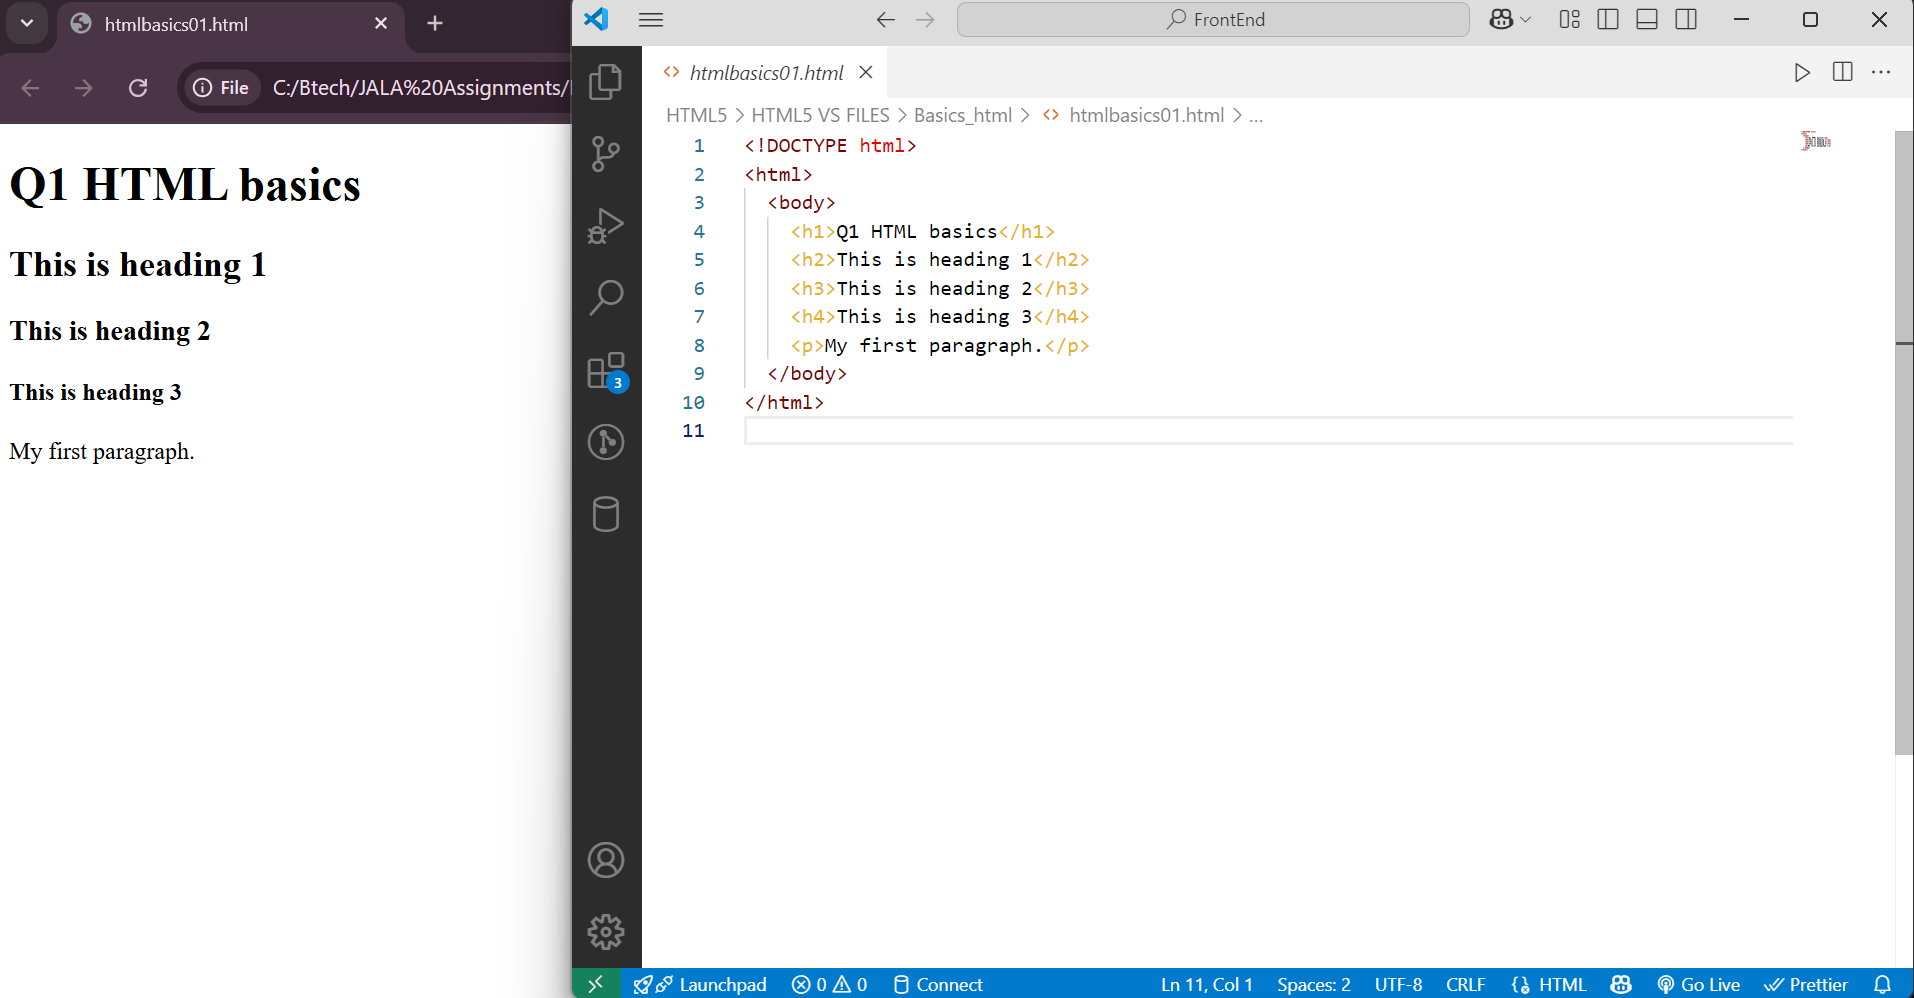 htmlbasics01.html
File C:/Btech/JALA%20Assignments/
Q1 HTML basics
This is heading 1
This is heading 2
This is heading 3
My first paragraph.
FrontEnd
htmlbasics01.html
HTML5 > HTML5 VS FILES > Basics_html > <> htmlbasics01.html > ...
1 <!DOCTYPE html>
2 <html>
3 <body>
4 <h1>Q1 HTML basics</h1>
5 <h2>This is heading 1</h2>
6 <h3>This is heading 2</h3>
7 <h4>This is heading 3</h4>
8 <p>My first paragraph.</p>
9 </body>
10 </html>
11
3
Launchpad 0 0 Connect Ln 11, Col 1 Spaces: 2 UTF-8 CRLF HTML Go Live Prettier